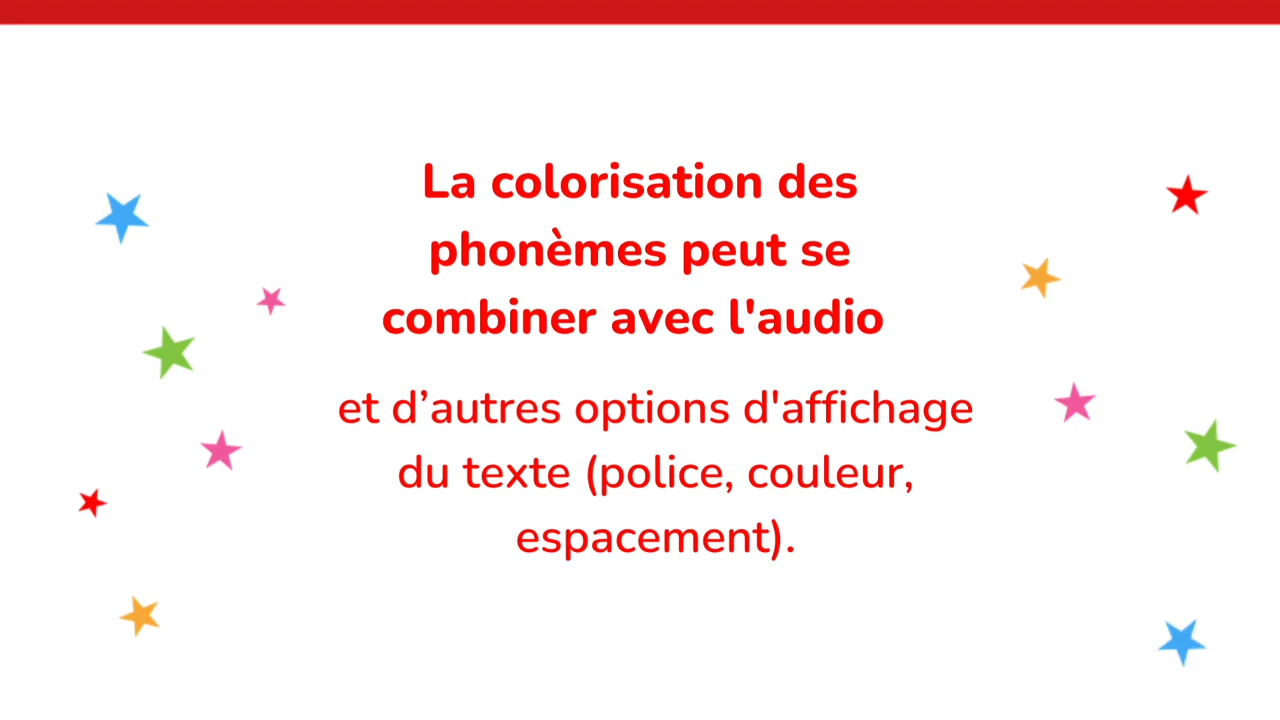 La colorisation des
phonèmes peut se
combiner avec l'audio
et d’autres options d'affichage
du texte (police, couleur,
espacement).